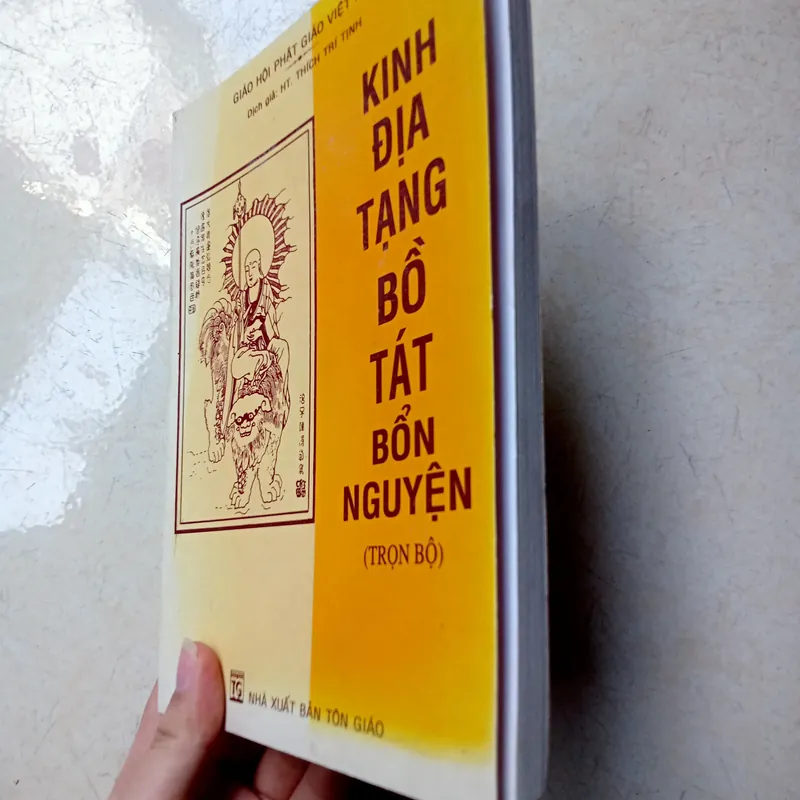 GIÁO HỘI PHẬT GIÁO VIỆT
Dịch giả: HT. THÍCH TRÍ TỊNH
KINH
ĐỊA
TẠNG
BỒ
TÁT
BỔN
NGUYỆN
(TRỌN BỘ)
TG
NHÀ XUẤT BẢN TÔN GIÁO